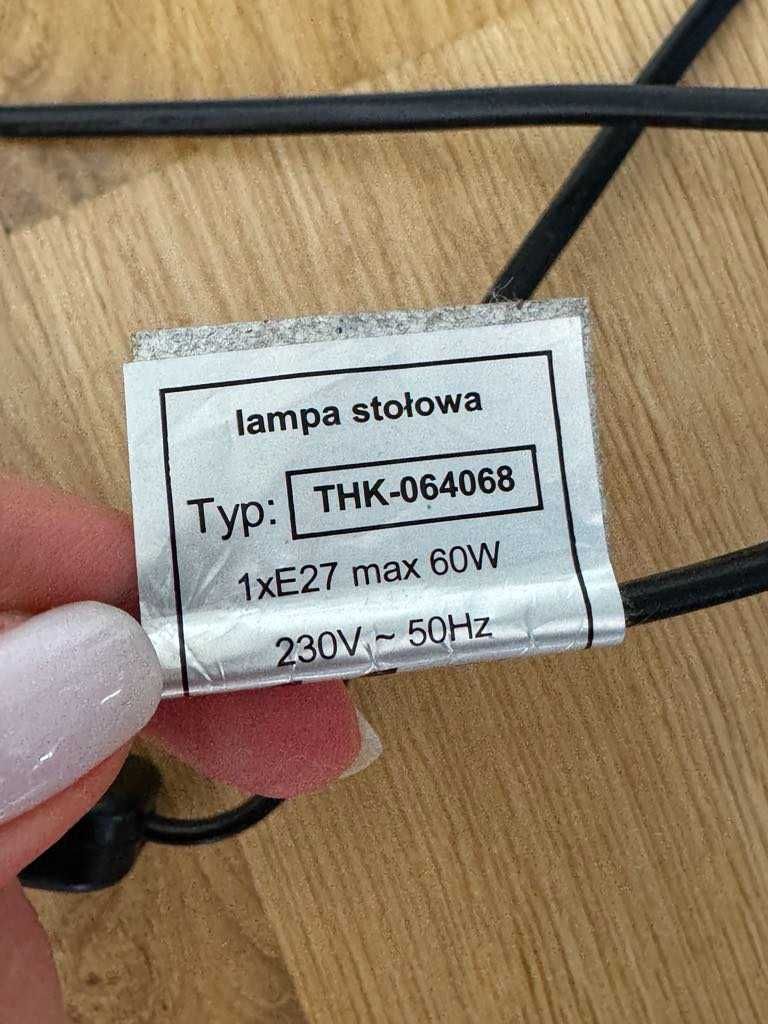 lampa stołowa
Typ: THK-064068
1xE27 max 60W
230V ~ 50Hz